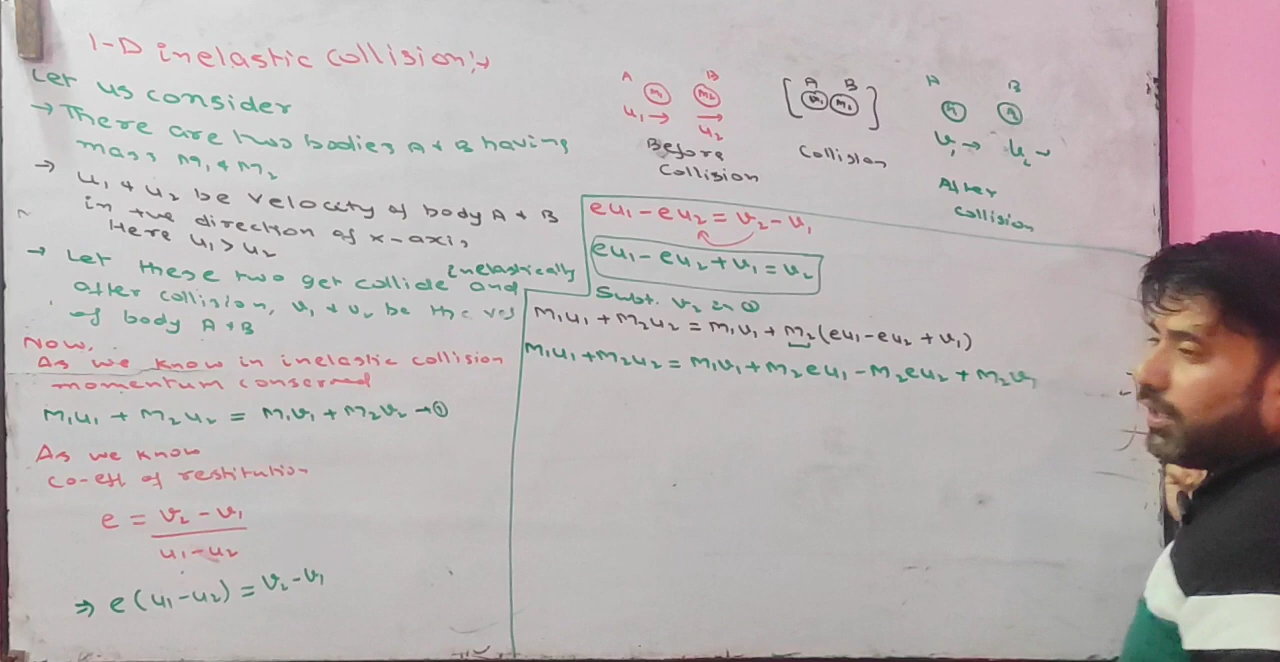 1-D inelastic collision:→
Let us consider
→ There are two bodies A & B having
mass m₁ & m₂
→ u₁ & u₂ be velocity of body A & B
in the direction of x-axis
Here u₁ > u₂
→ Let these two get collide inelastically and
after collision, v₁ & v₂ be the vel
of body A & B
Now,
As we know in inelastic collision
momentum conserved
m₁u₁ + m₂u₂ = m₁v₁ + m₂v₂ → ①
As we know
co-eff of restitution
e = v₂ - v₁
u₁ - u₂
⇒ e(u₁ - u₂) = v₂ - v₁
A B
m₁ m₂
u₁→ u₂→
Before
Collision
[A B]
Collision
A B
v₁→ v₂→
After
Collision
eu₁ - eu₂ = v₂ - v₁
eu₁ - eu₂ + v₁ = v₂
Subt. v₂ in ①
m₁u₁ + m₂u₂ = m₁v₁ + m₂(eu₁ - eu₂ + v₁)
m₁u₁ + m₂u₂ = m₁v₁ + m₂eu₁ - m₂eu₂ + m₂v₁